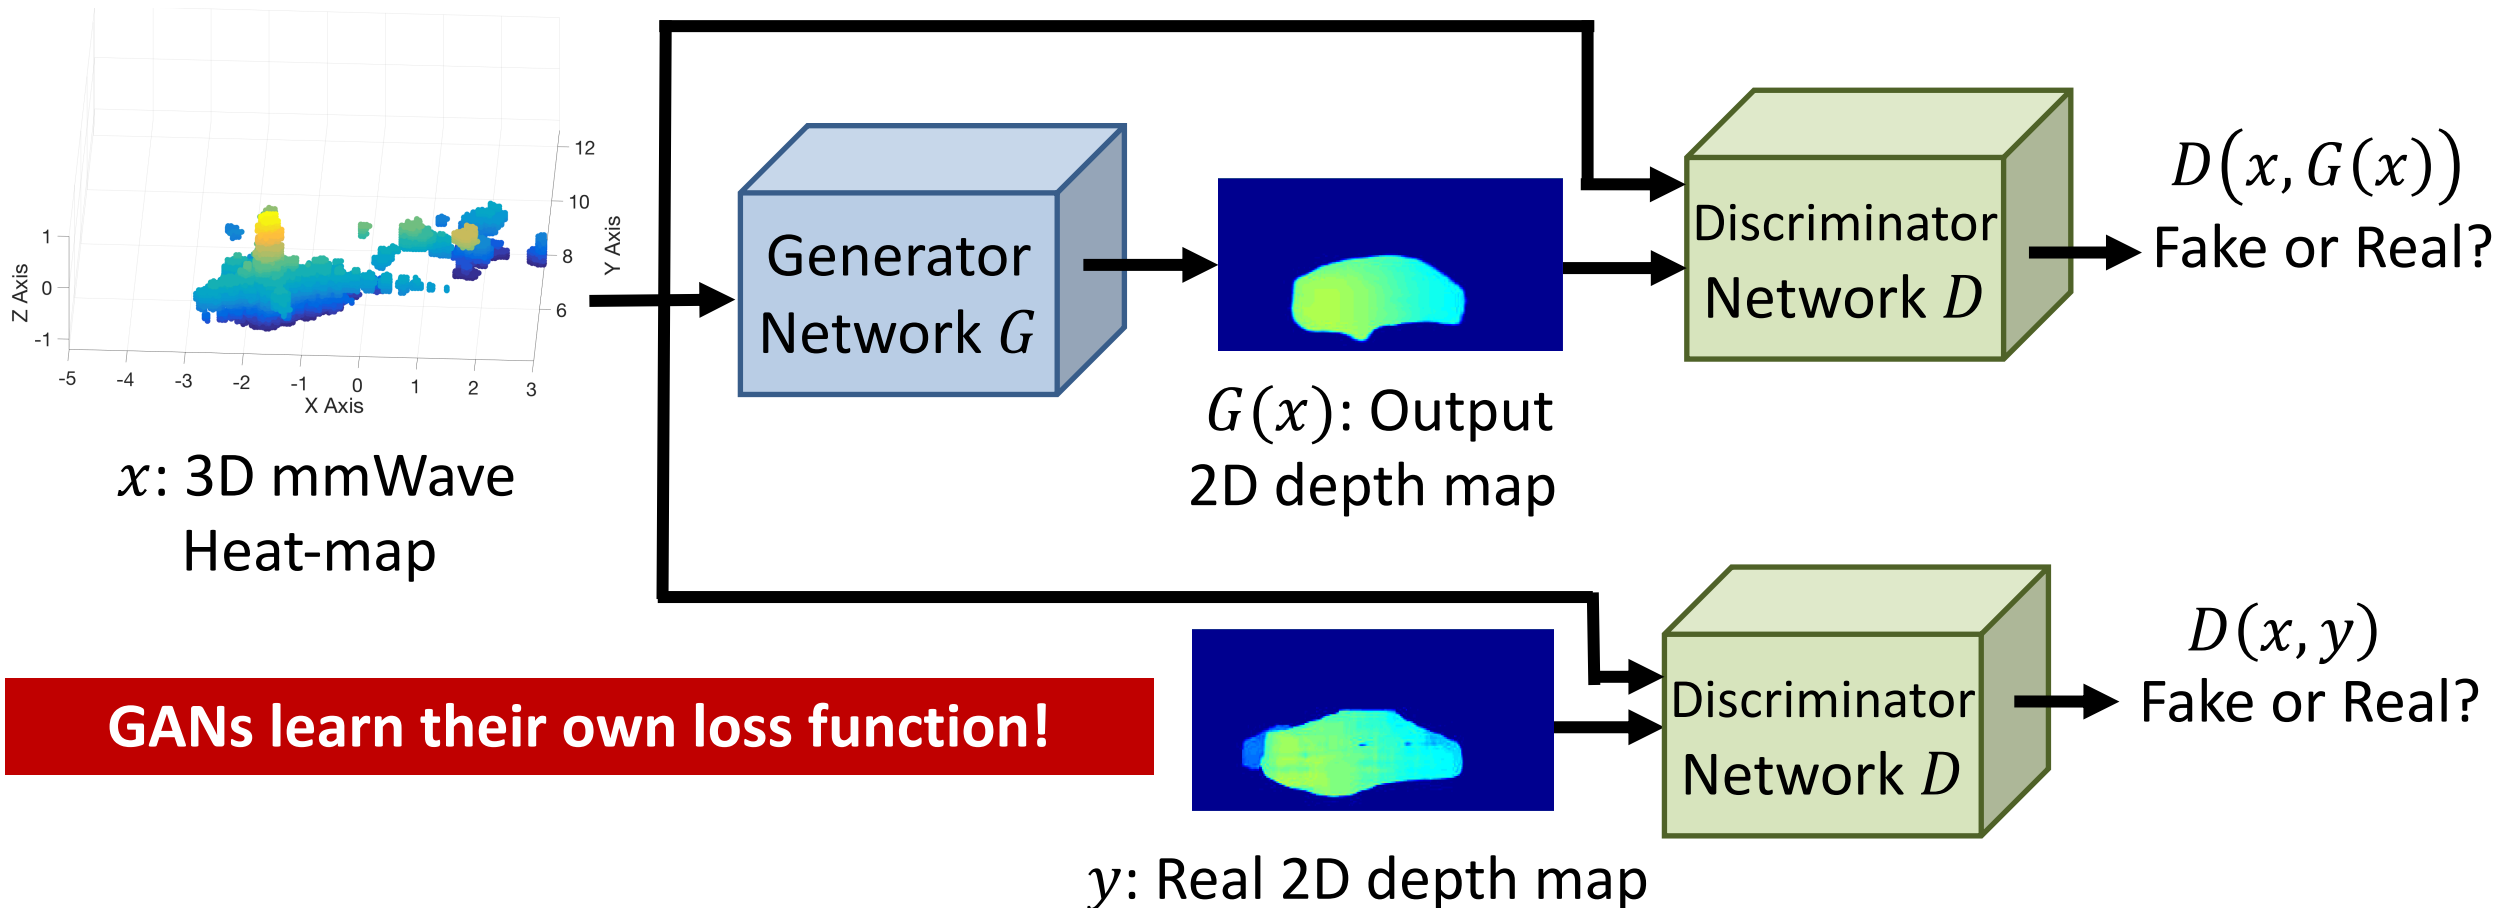 12
10
8
6
Y Axis
1
0
-1
Z Axis
-5 -4 -3 -2 -1 0 1 2 3
X Axis
x: 3D mmWave
Heat-map
Generator
Network G
G(x): Output
2D depth map
Discriminator
Network D
D(x, G(x))
Fake or Real?
GANs learn their own loss function!
y: Real 2D depth map
Discriminator
Network D
D(x, y)
Fake or Real?